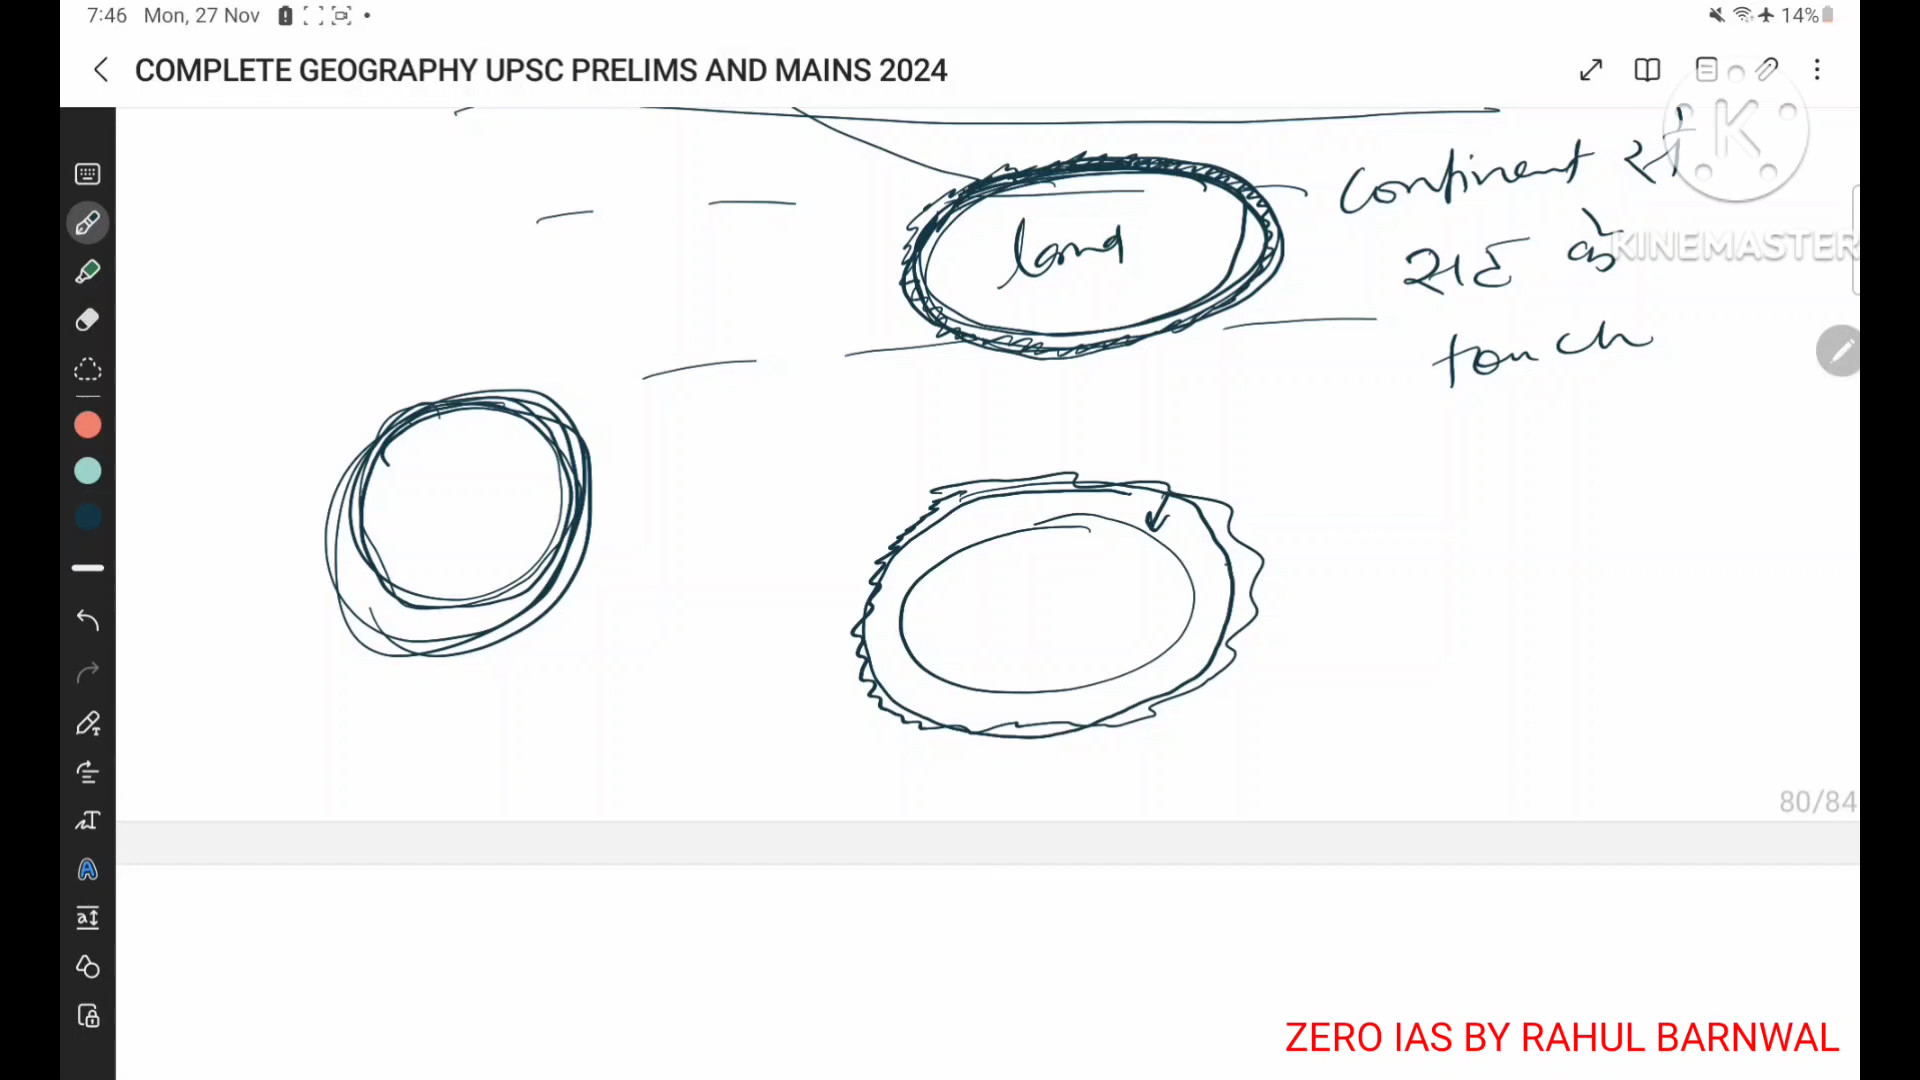 7:46 Mon, 27 Nov
14%
COMPLETE GEOGRAPHY UPSC PRELIMS AND MAINS 2024
K
KINEMASTER
land
Continent
साइड के
touch
80/84
ZERO IAS BY RAHUL BARNWAL